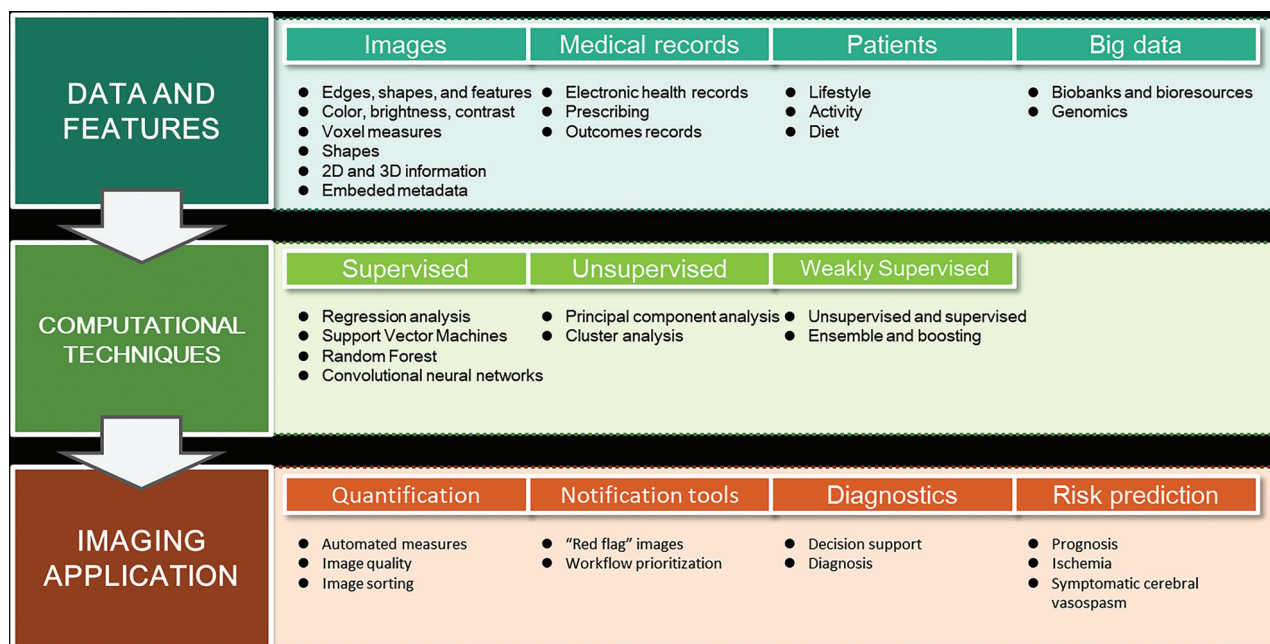 DATA AND
FEATURES
Images
Edges, shapes, and features
Color, brightness, contrast
Voxel measures
Shapes
2D and 3D information
Embeded metadata
Medical records
Electronic health records
Prescribing
Outcomes records
Patients
Lifestyle
Activity
Diet
Big data
Biobanks and bioresources
Genomics
COMPUTATIONAL
TECHNIQUES
Supervised
Regression analysis
Support Vector Machines
Random Forest
Convolutional neural networks
Unsupervised
Principal component analysis
Cluster analysis
Weakly Supervised
Unsupervised and supervised
Ensemble and boosting
IMAGING
APPLICATION
Quantification
Automated measures
Image quality
Image sorting
Notification tools
“Red flag” images
Workflow prioritization
Diagnostics
Decision support
Diagnosis
Risk prediction
Prognosis
Ischemia
Symptomatic cerebral
vasospasm